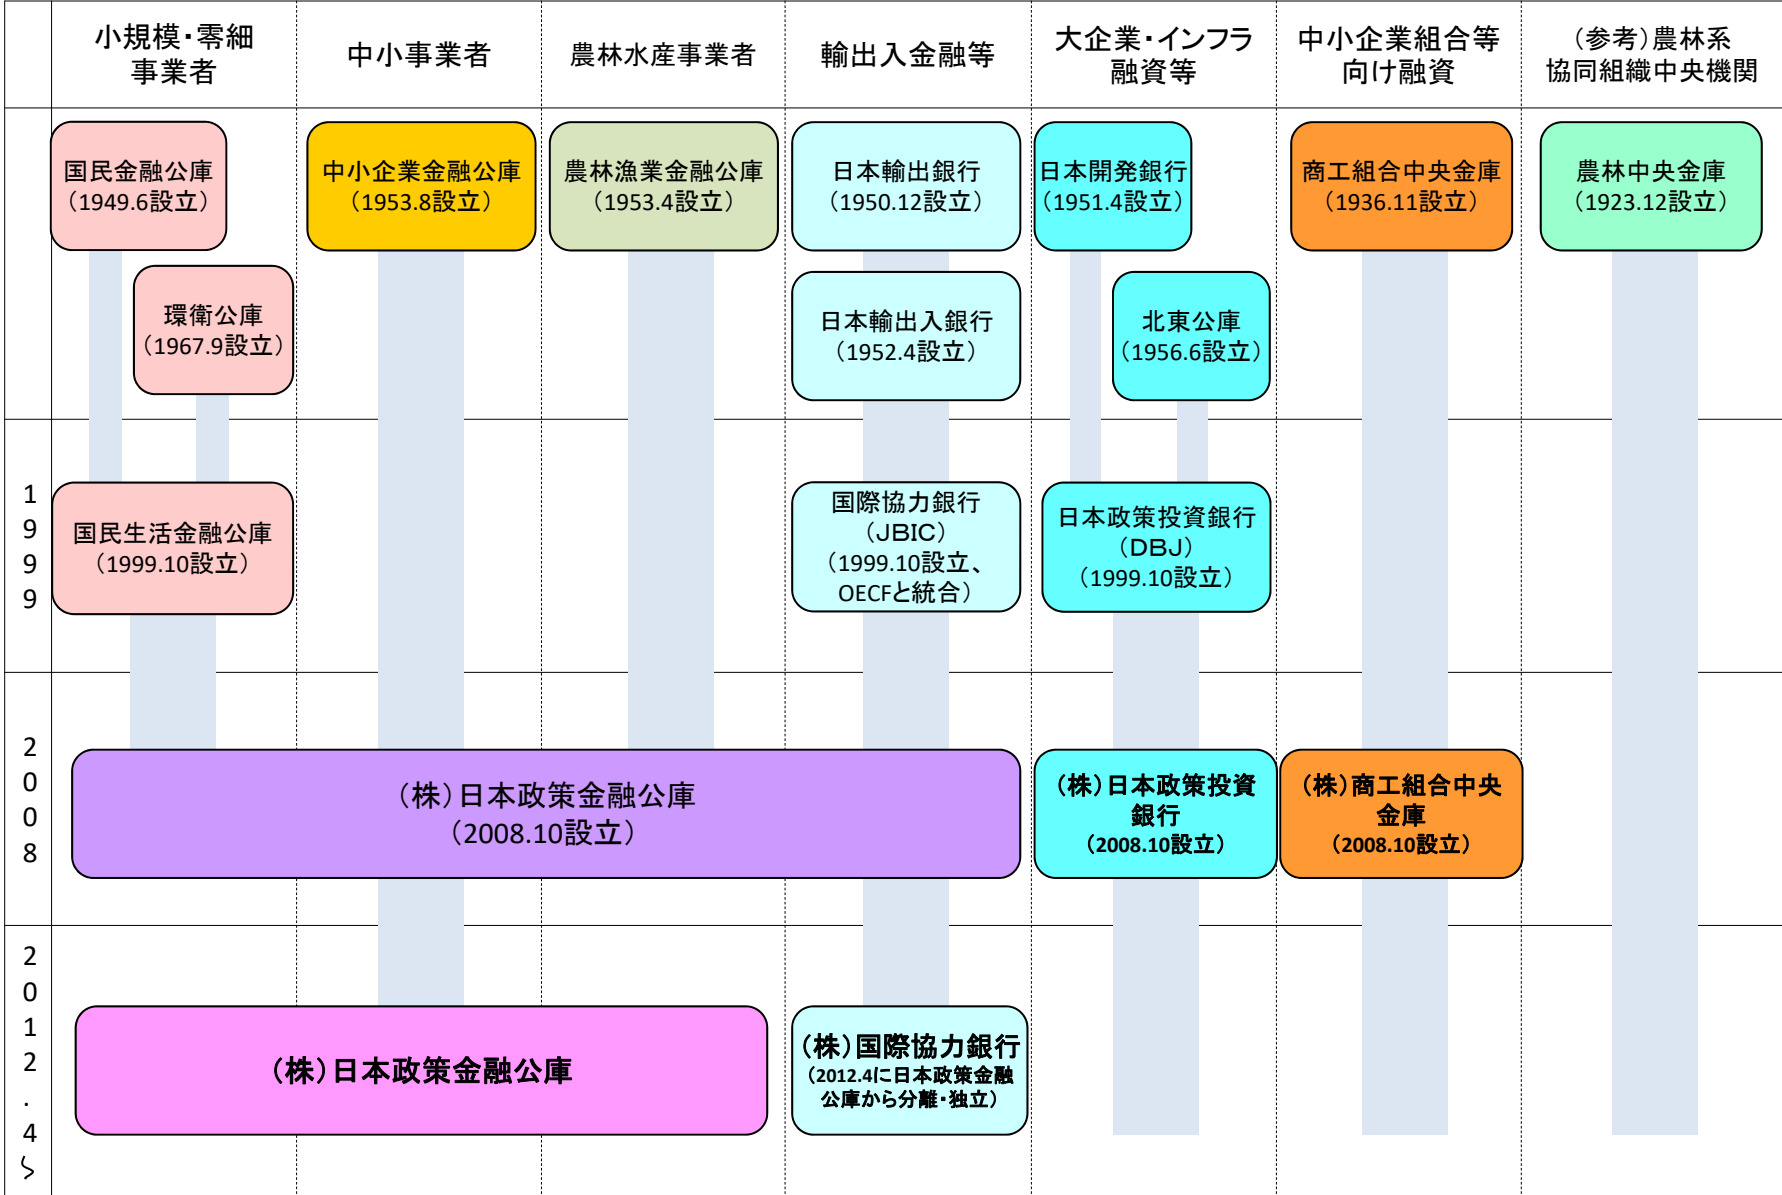 小規模・零細
事業者
中小事業者
農林水産事業者
輸出入金融等
大企業・インフラ
融資等
中小企業組合等
向け融資
（参考）農林系
協同組織中央機関
国民金融公庫
（1949.6設立）
中小企業金融公庫
（1953.8設立）
農林漁業金融公庫
（1953.4設立）
日本輸出銀行
（1950.12設立）
日本開発銀行
（1951.4設立）
商工組合中央金庫
（1936.11設立）
農林中央金庫
（1923.12設立）
環衛公庫
（1967.9設立）
日本輸出入銀行
（1952.4設立）
北東公庫
（1956.6設立）
1
9
9
9
国民生活金融公庫
（1999.10設立）
国際協力銀行
（JBIC）
（1999.10設立、
OECFと統合）
日本政策投資銀行
（DBJ）
（1999.10設立）
2
0
0
8
（株）日本政策金融公庫
（2008.10設立）
（株）日本政策投資
銀行
（2008.10設立）
（株）商工組合中央
金庫
（2008.10設立）
2
0
1
2
.
4
～
（株）日本政策金融公庫
（株）国際協力銀行
（2012.4に日本政策金融
公庫から分離・独立）